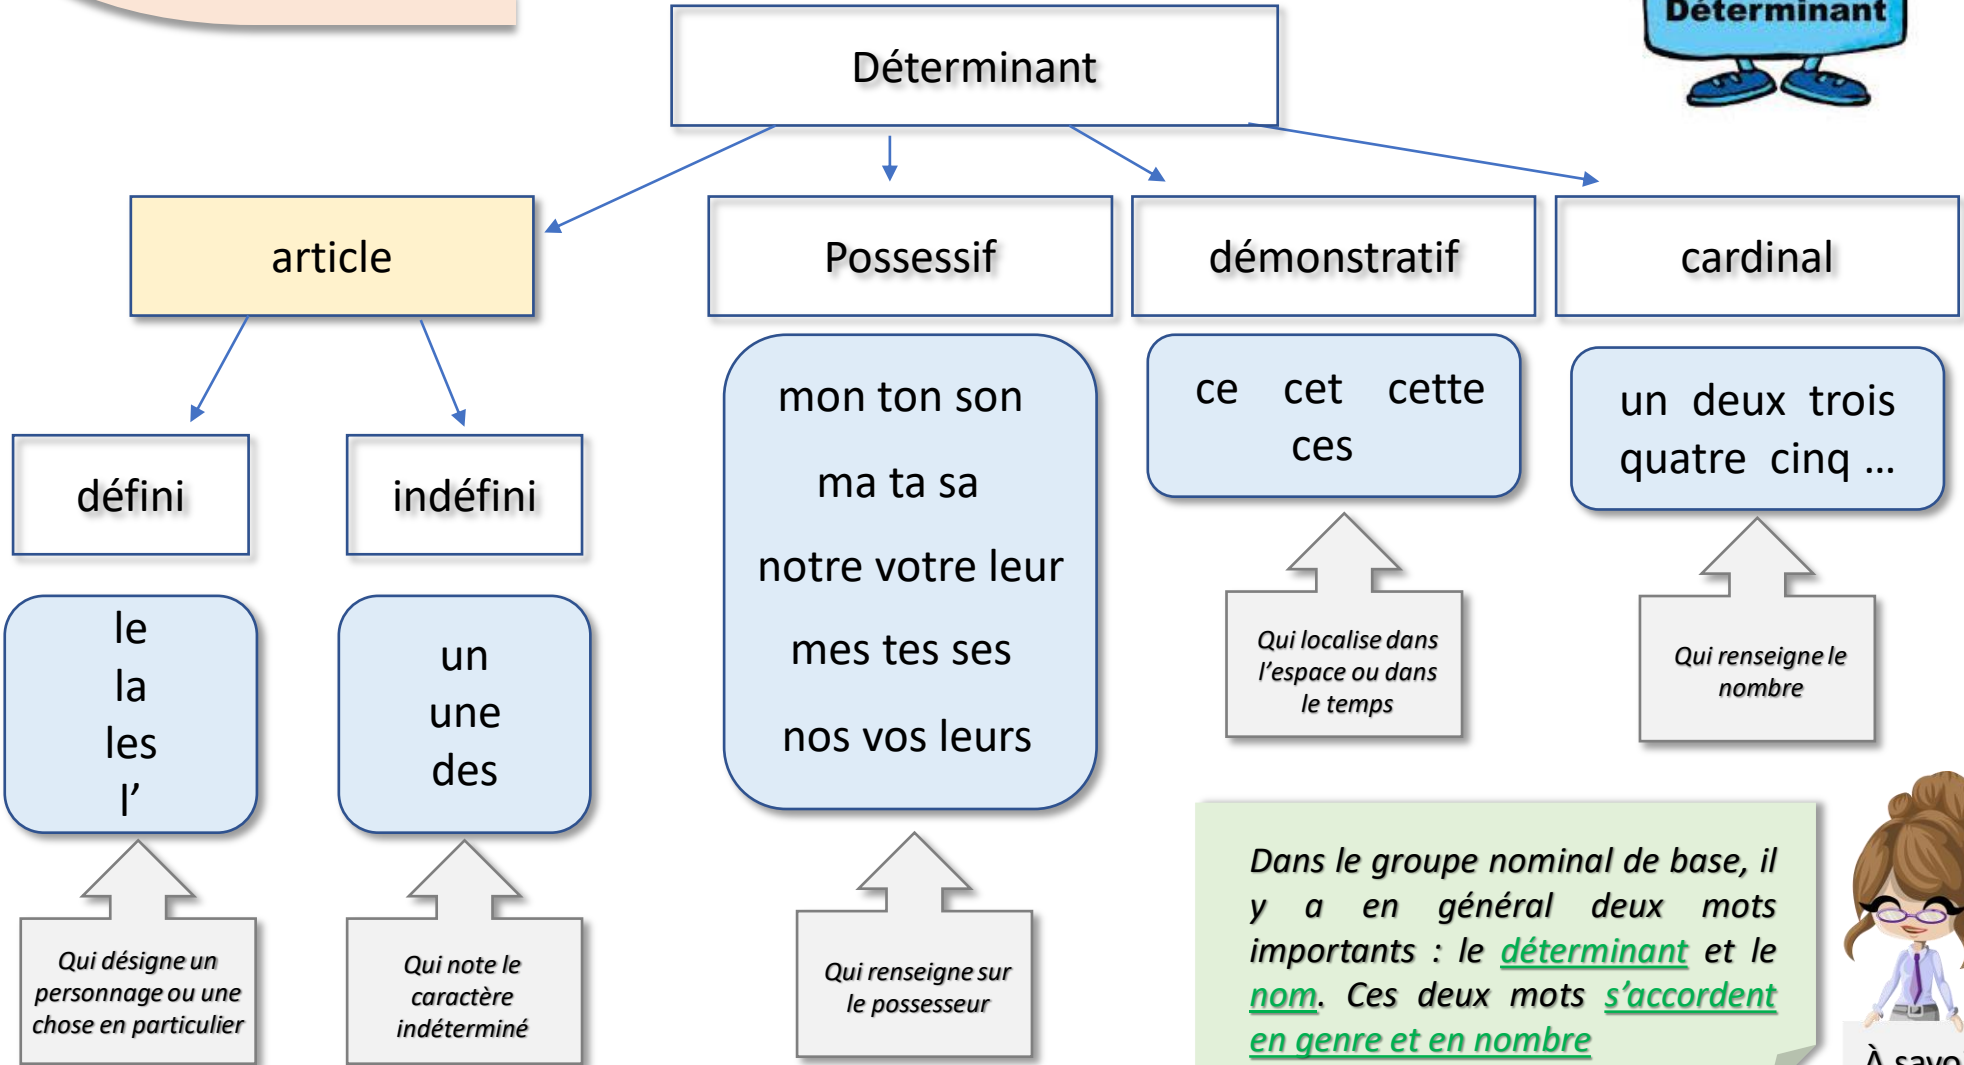 Déterminant
Déterminant
article
Possessif
démonstratif
cardinal
défini
indéfini
le
la
les
l’
un
une
des
mon ton son
ma ta sa
notre votre leur
mes tes ses
nos vos leurs
ce cet cette
ces
un deux trois
quatre cinq ...
Qui désigne un
personnage ou une
chose en particulier
Qui note le
caractère
indéterminé
Qui renseigne sur
le possesseur
Qui localise dans
l’espace ou dans
le temps
Qui renseigne le
nombre
Dans le groupe nominal de base, il
y a en général deux mots
importants : le déterminant et le
nom. Ces deux mots s’accordent
en genre et en nombre
À